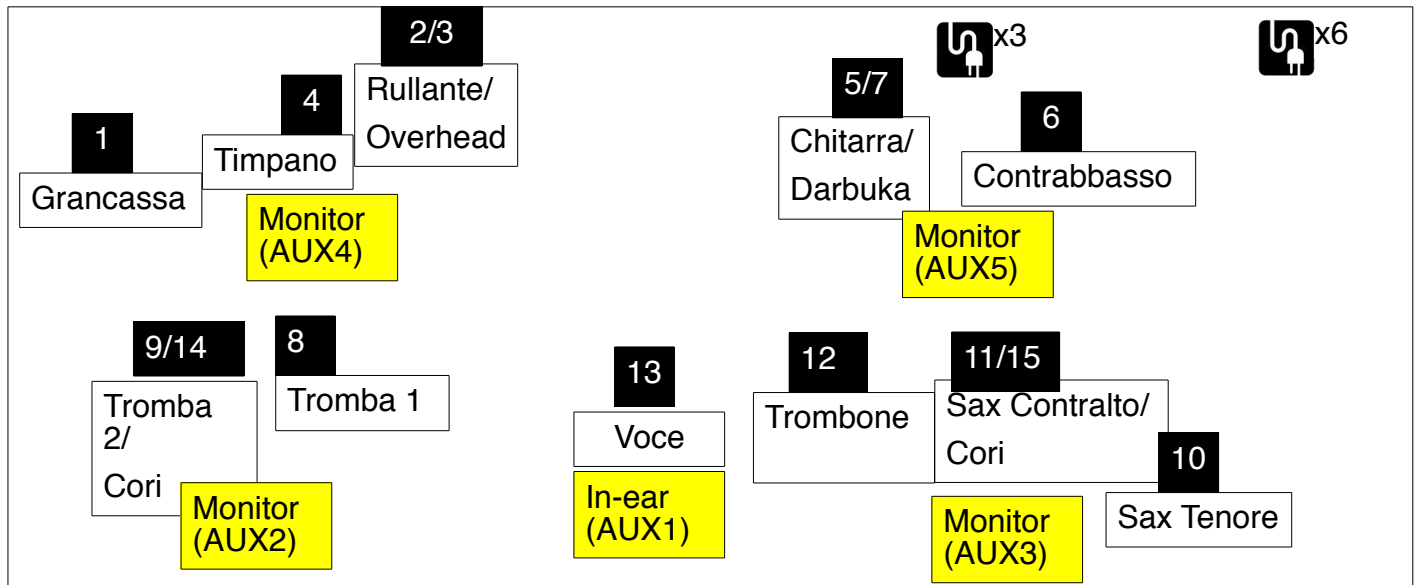 2/3
Rullante/
Overhead
x3
x6
4
Timpano
5/7
Chitarra/
Darbuka
6
Contrabbasso
1
Grancassa
Monitor
(AUX4)
Monitor
(AUX5)
9/14
Tromba
2/
Cori
8
Tromba 1
Monitor
(AUX2)
13
Voce
In-ear
(AUX1)
12
Trombone
11/15
Sax Contralto/
Cori
10
Sax Tenore
Monitor
(AUX3)